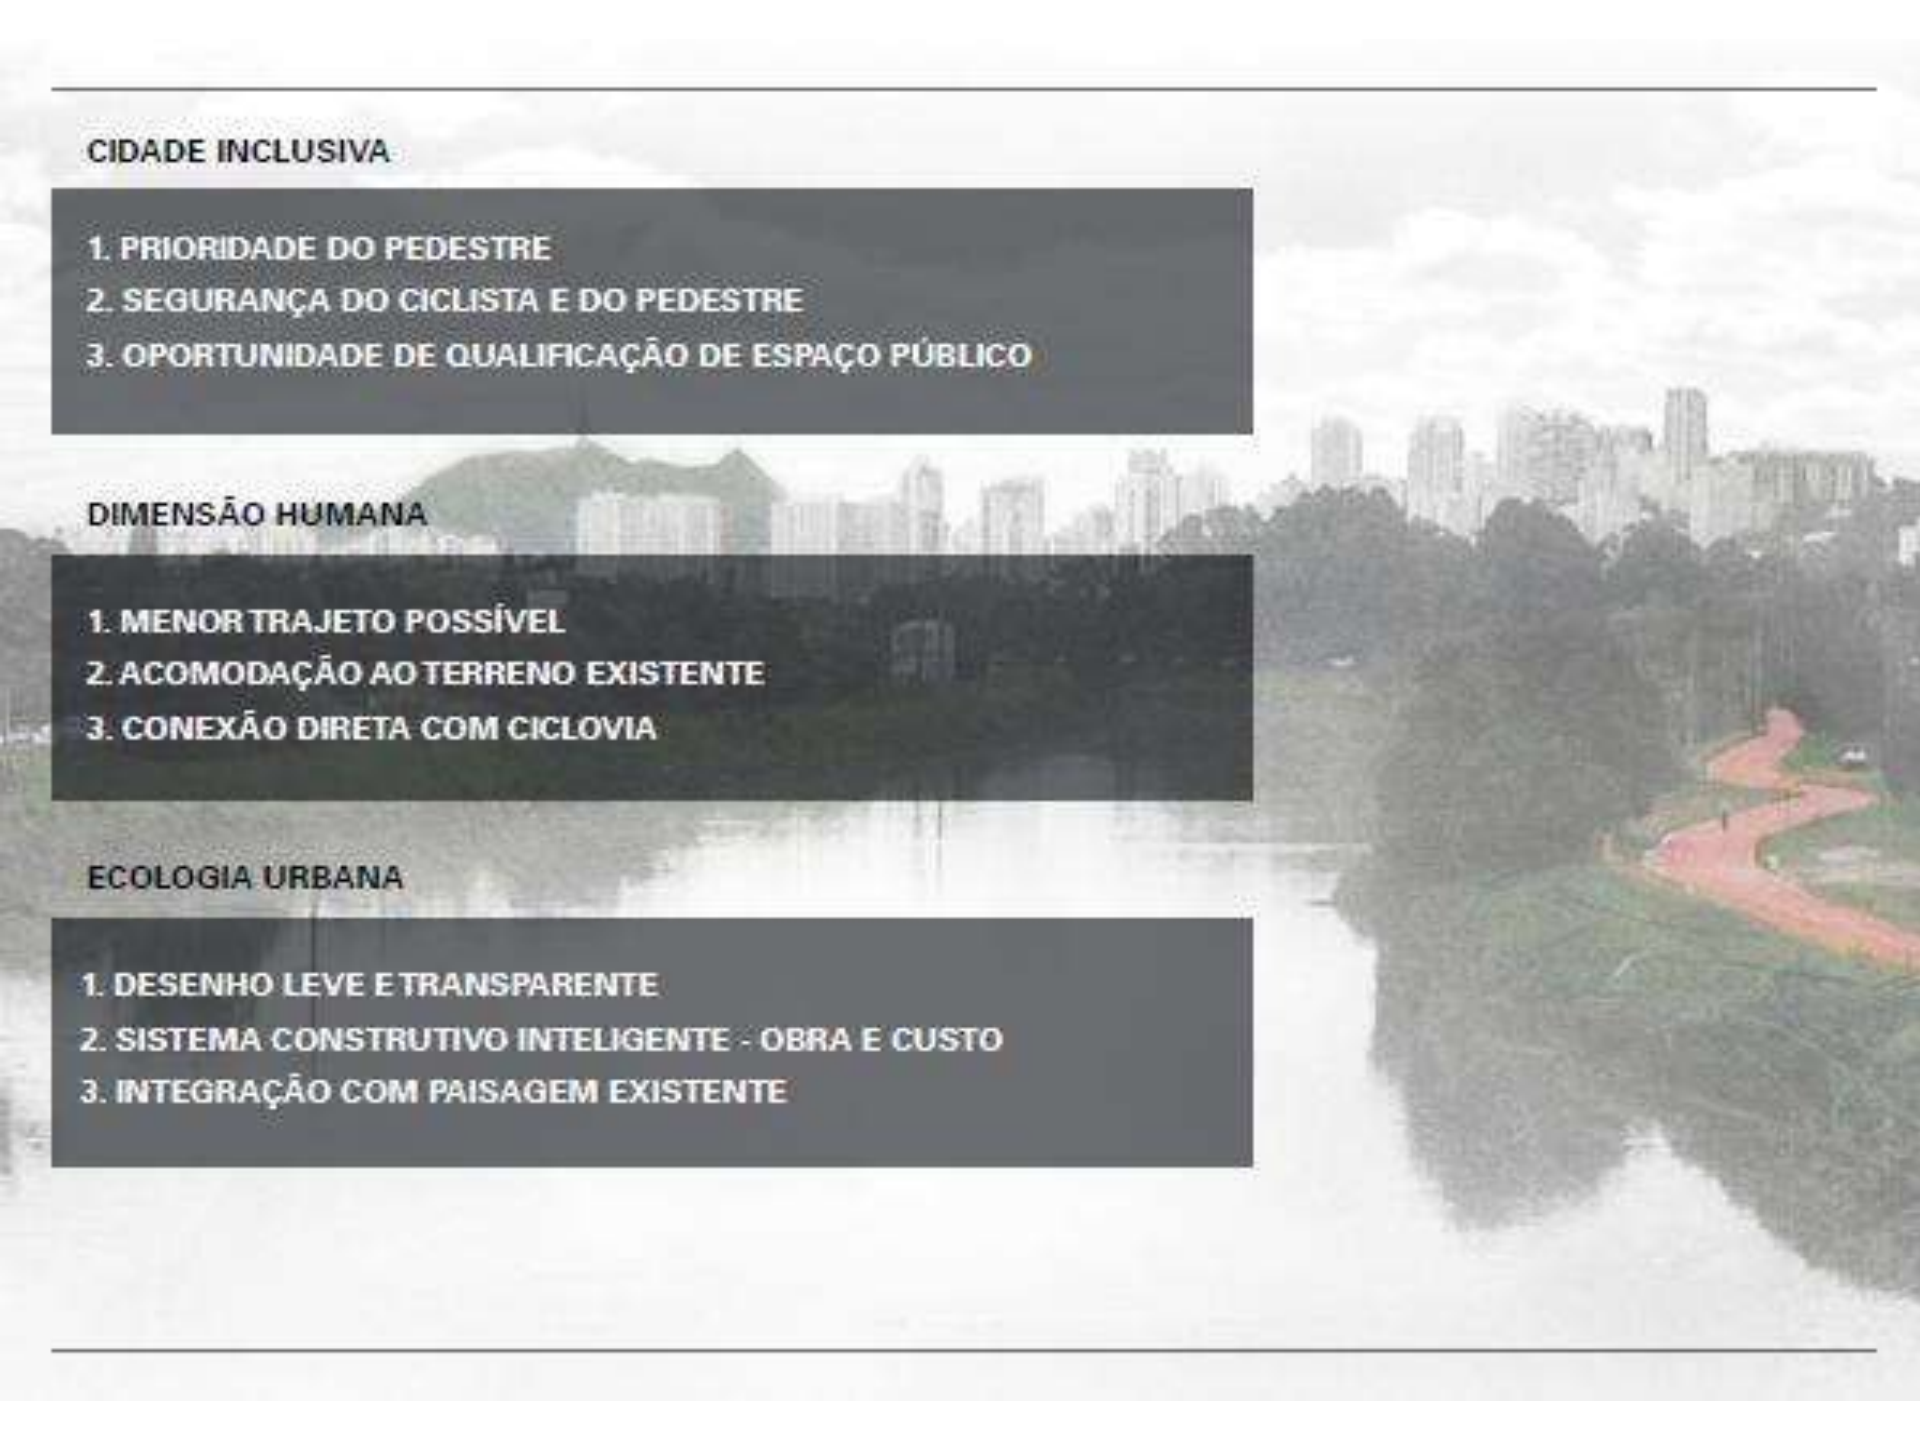 CIDADE INCLUSIVA
1. PRIORIDADE DO PEDESTRE
2. SEGURANÇA DO CICLISTA E DO PEDESTRE
3. OPORTUNIDADE DE QUALIFICAÇÃO DE ESPAÇO PÚBLICO
DIMENSÃO HUMANA
1. MENOR TRAJETO POSSÍVEL
2. ACOMODAÇÃO AO TERRENO EXISTENTE
3. CONEXÃO DIRETA COM CICLOVIA
ECOLOGIA URBANA
1. DESENHO LEVE E TRANSPARENTE
2. SISTEMA CONSTRUTIVO INTELIGENTE - OBRA E CUSTO
3. INTEGRAÇÃO COM PAISAGEM EXISTENTE